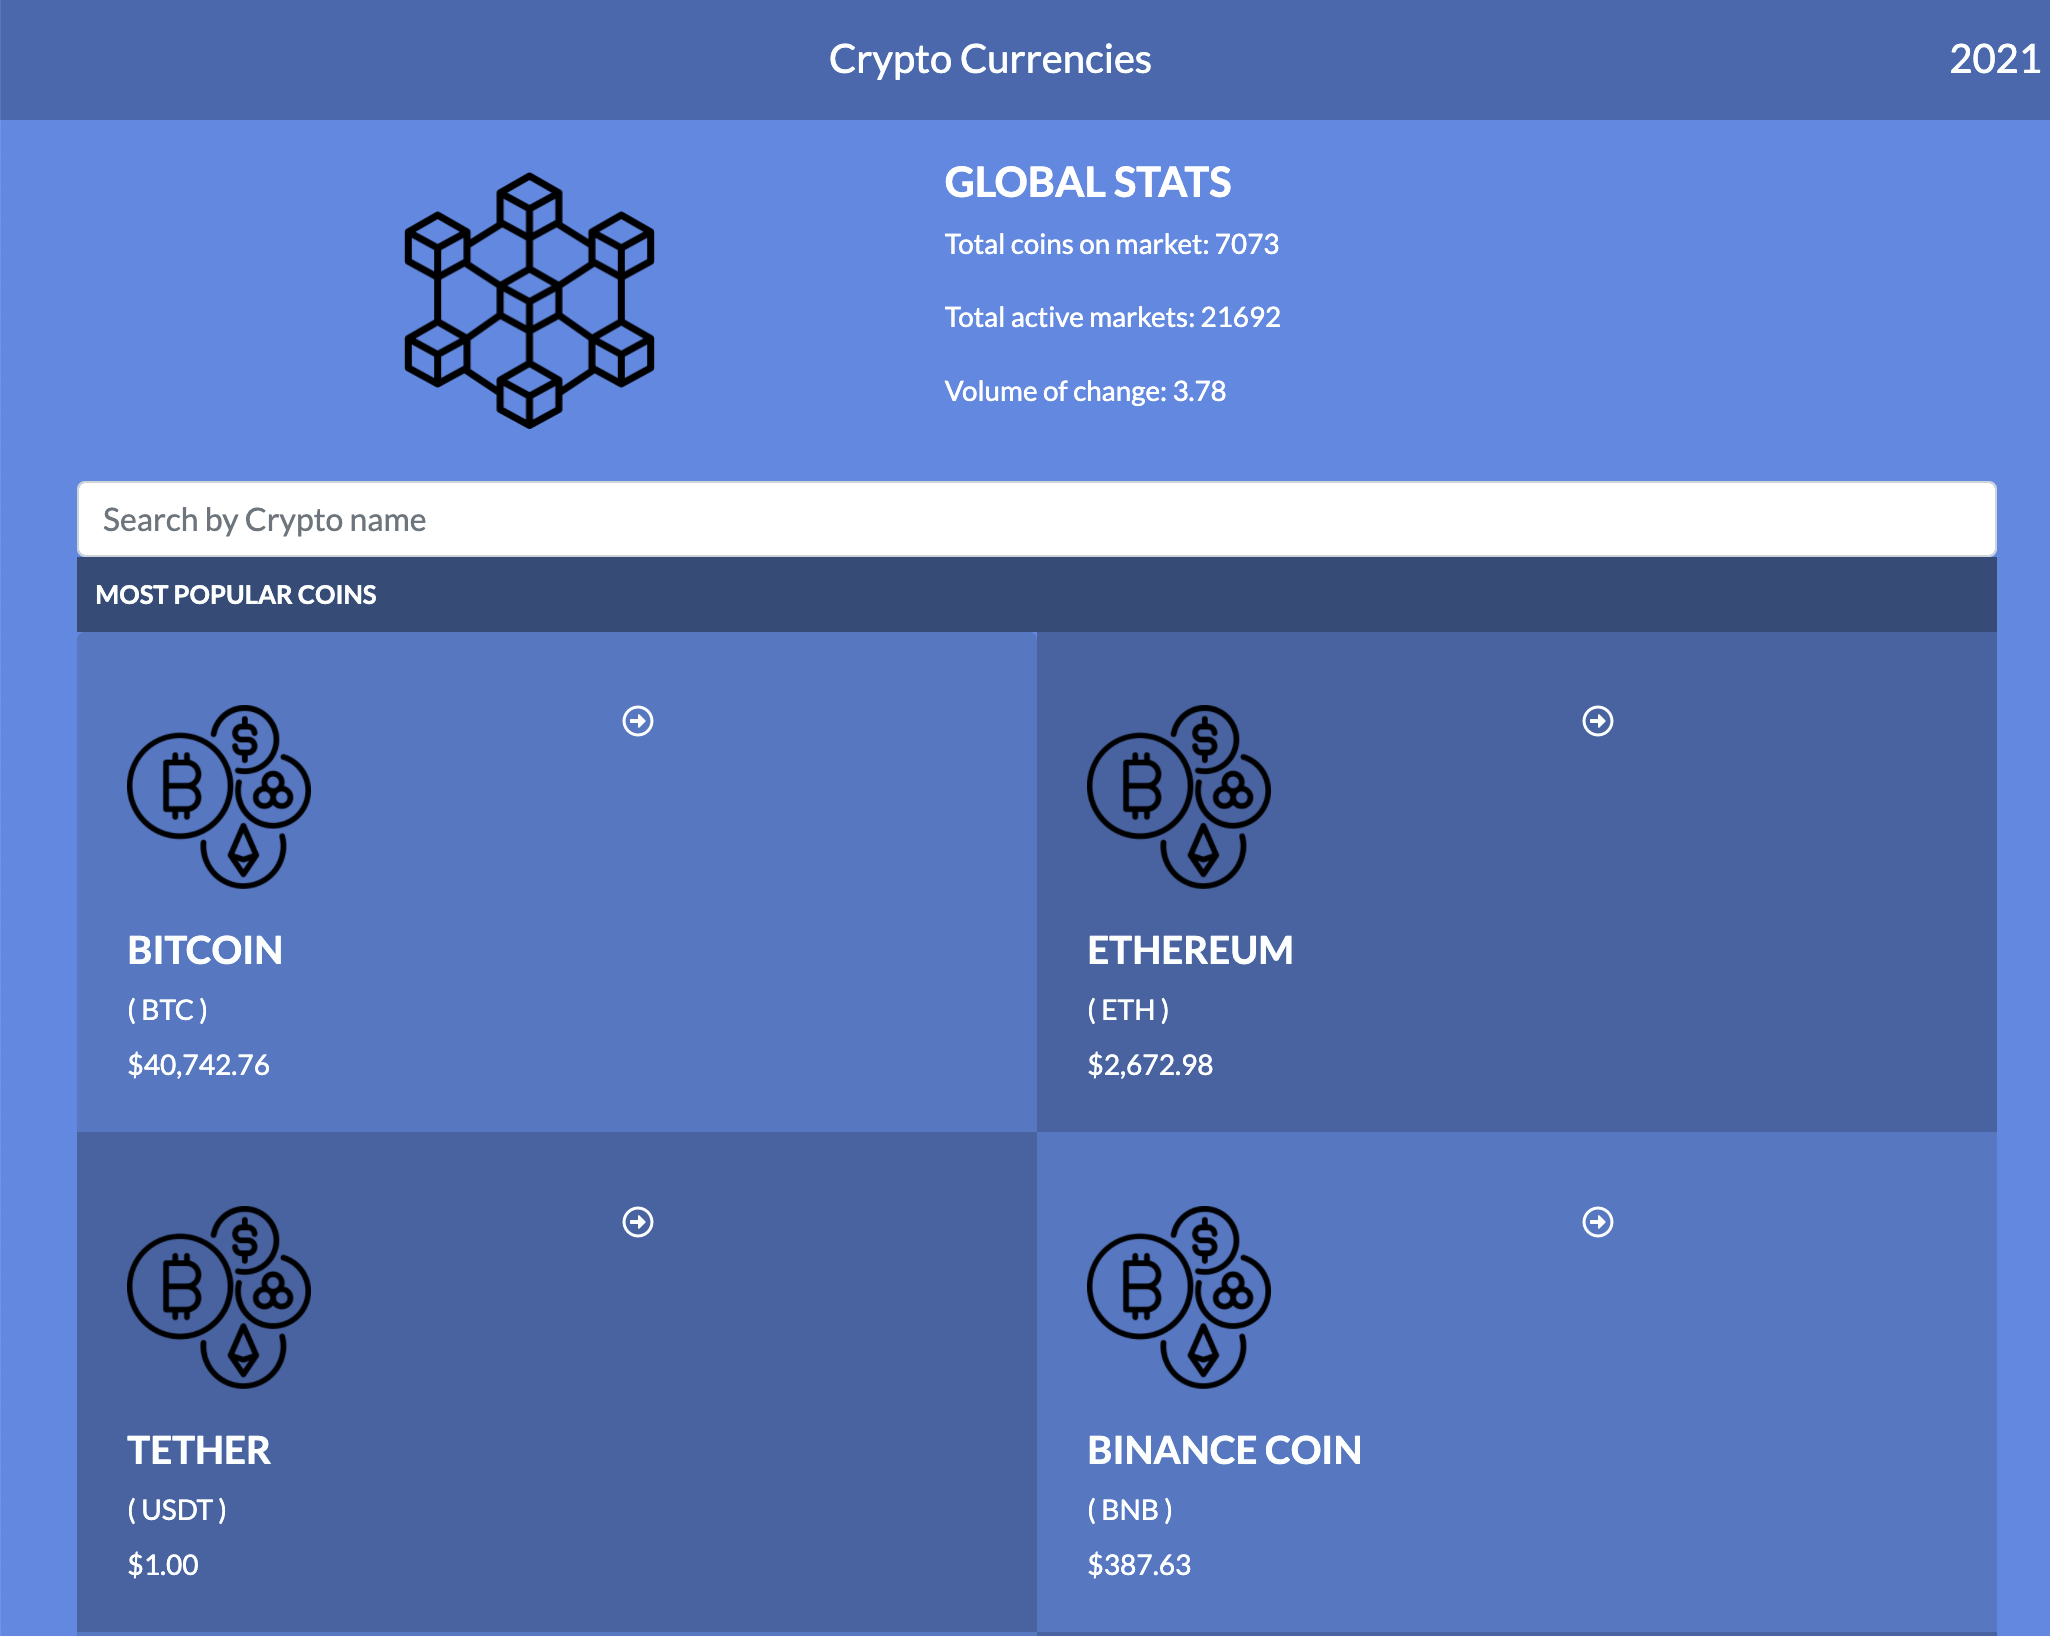 Crypto Currencies
2021
GLOBAL STATS
Total coins on market: 7073
Total active markets: 21692
Volume of change: 3.78
Search by Crypto name
MOST POPULAR COINS
BITCOIN
( BTC )
$40,742.76
ETHEREUM
( ETH )
$2,672.98
TETHER
( USDT )
$1.00
BINANCE COIN
( BNB )
$387.63